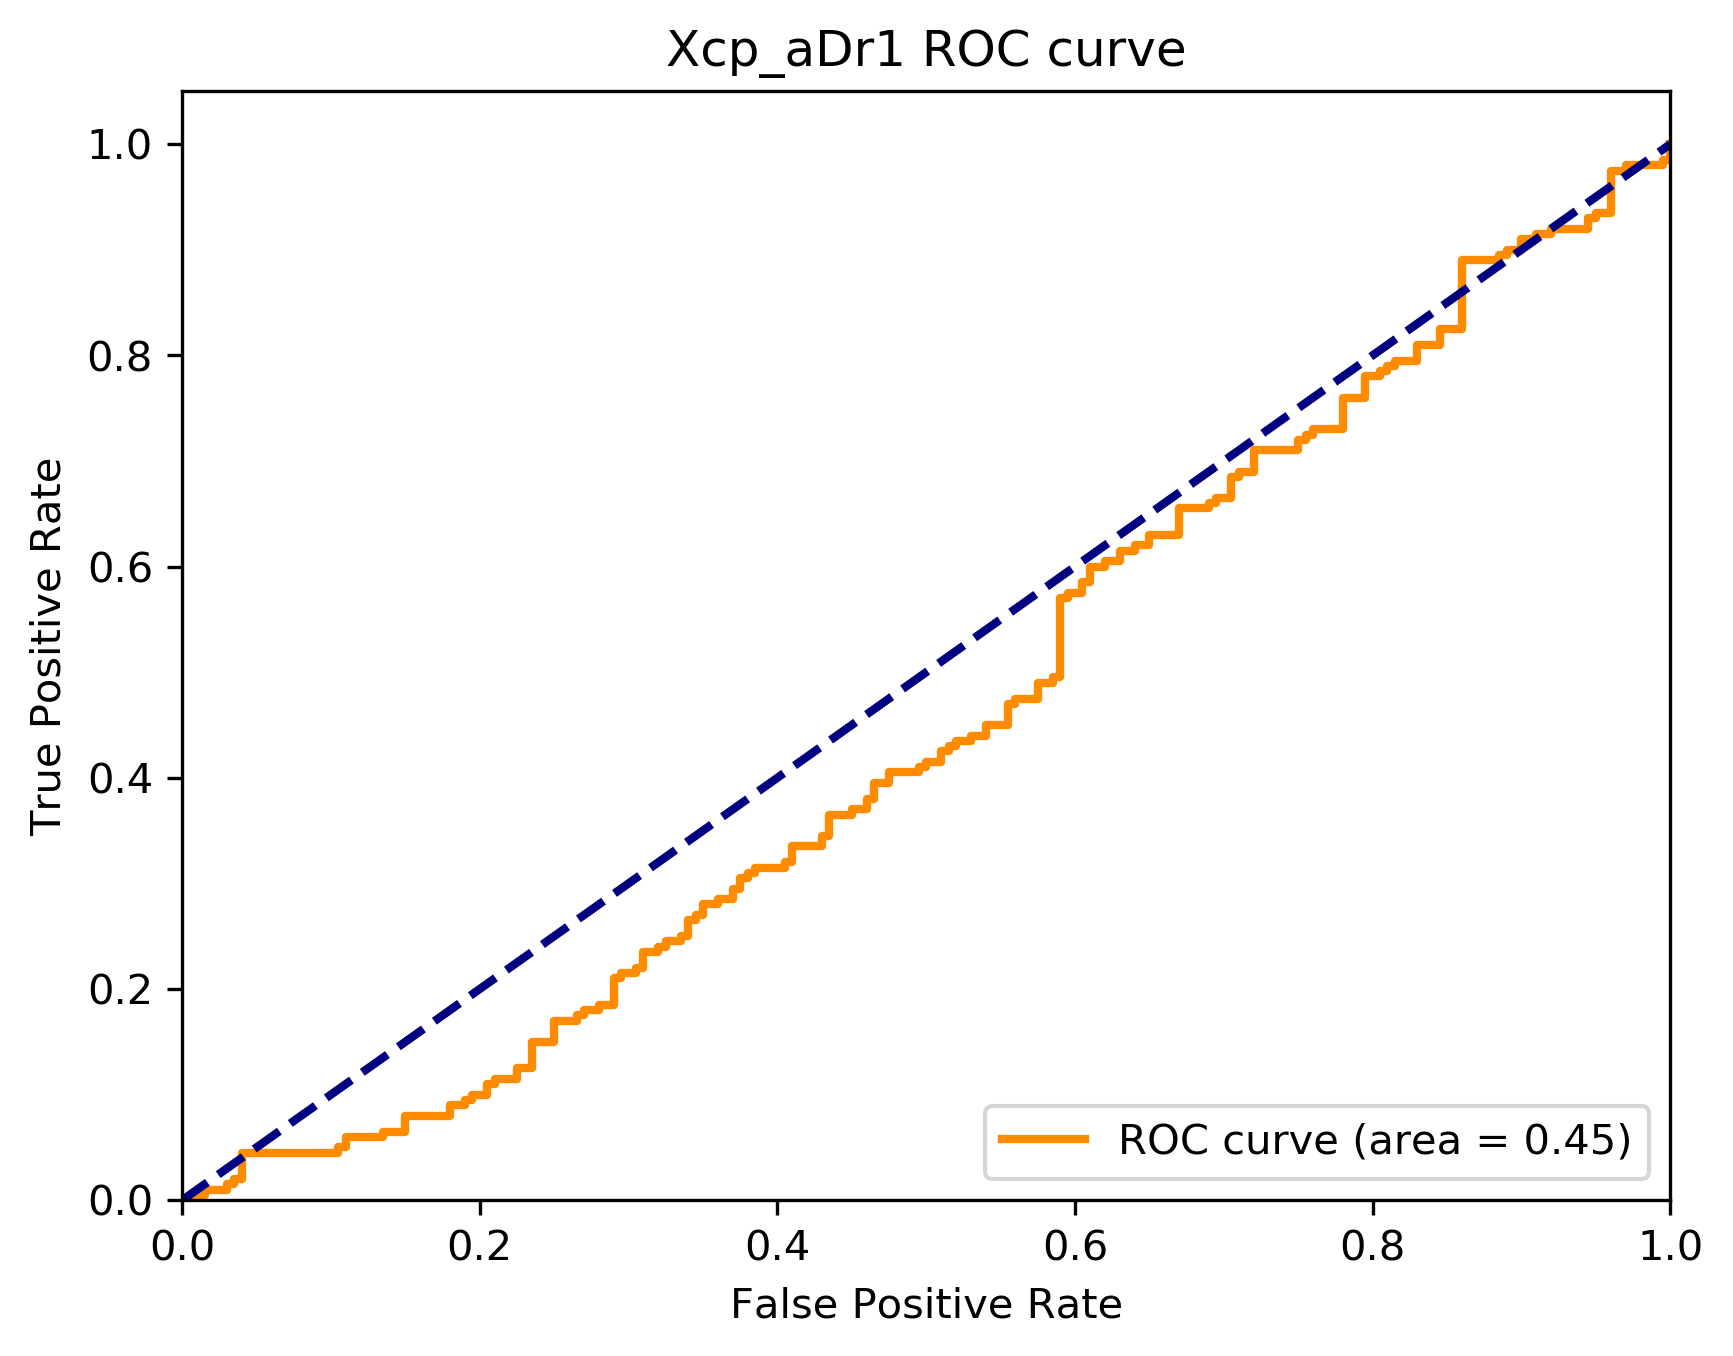 Xcp_aDr1 ROC curve
1.0
0.8
0.6
0.4
0.2
0.0
True Positive Rate
ROC curve (area = 0.45)
0.0 0.2 0.4 0.6 0.8 1.0
False Positive Rate